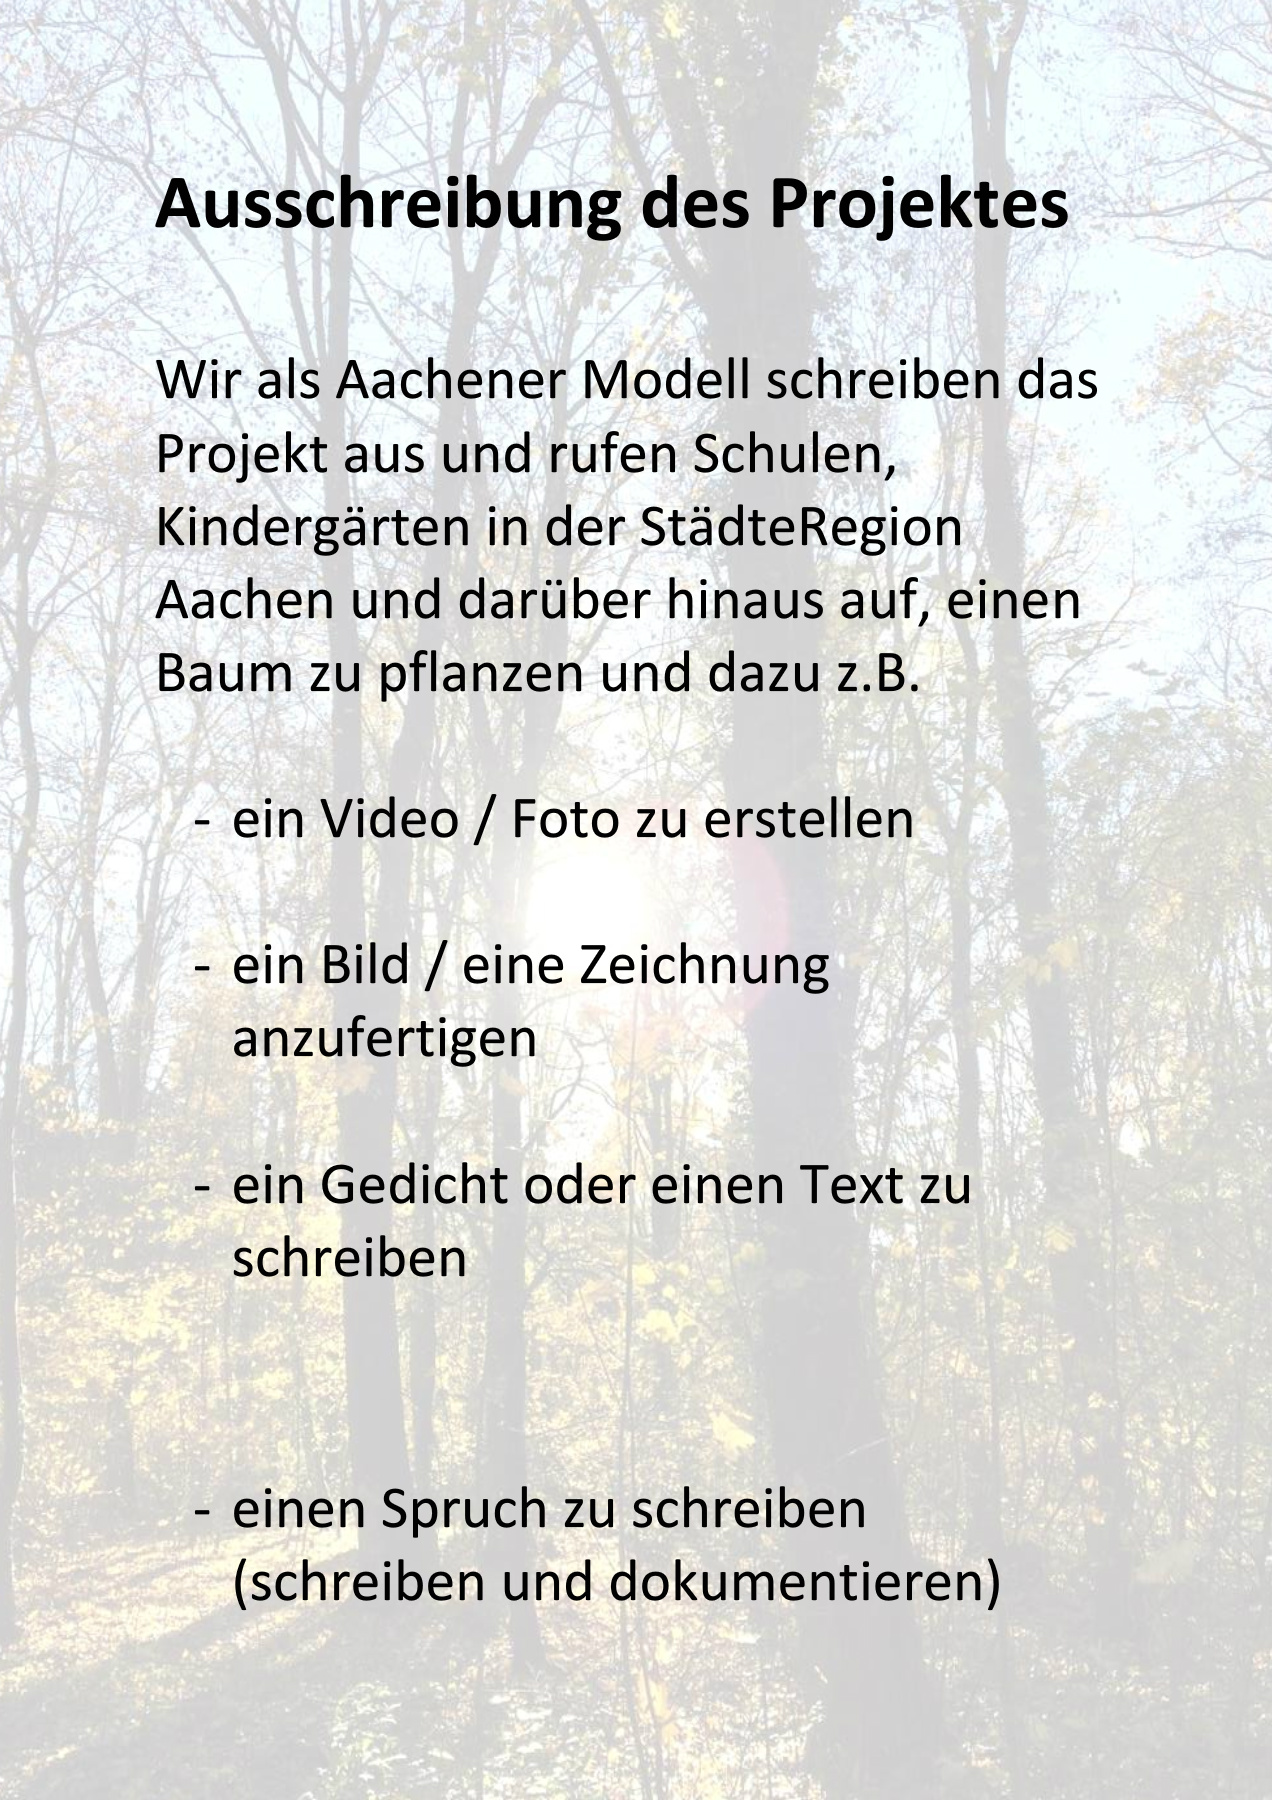 Ausschreibung des Projektes
Wir als Aachener Modell schreiben das
Projekt aus und rufen Schulen,
Kindergärten in der StädteRegion
Aachen und darüber hinaus auf, einen
Baum zu pflanzen und dazu z.B.
- ein Video / Foto zu erstellen
- ein Bild / eine Zeichnung
anzufertigen
- ein Gedicht oder einen Text zu
schreiben
- einen Spruch zu schreiben
(schreiben und dokumentieren)